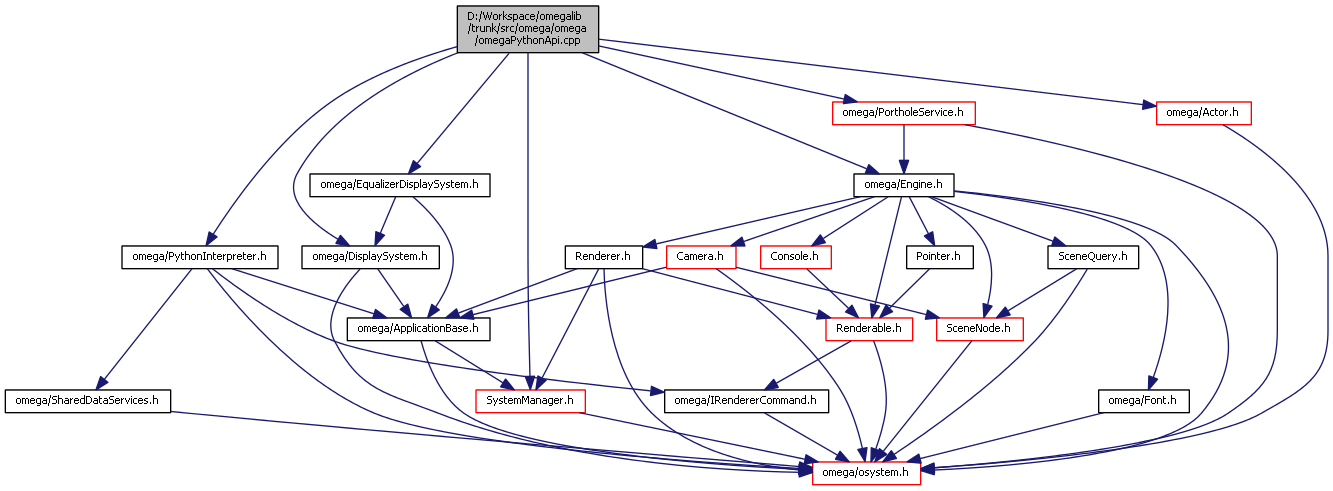 D:/Workspace/omegalib
/trunk/src/omega/omega
/omegaPythonApi.cpp
omega/PortholeService.h
omega/Actor.h
omega/EqualizerDisplaySystem.h
omega/Engine.h
omega/PythonInterpreter.h
omega/DisplaySystem.h
Renderer.h
Camera.h
Console.h
Pointer.h
SceneQuery.h
omega/ApplicationBase.h
Renderable.h
SceneNode.h
omega/SharedDataServices.h
SystemManager.h
omega/IRendererCommand.h
omega/Font.h
omega/osystem.h